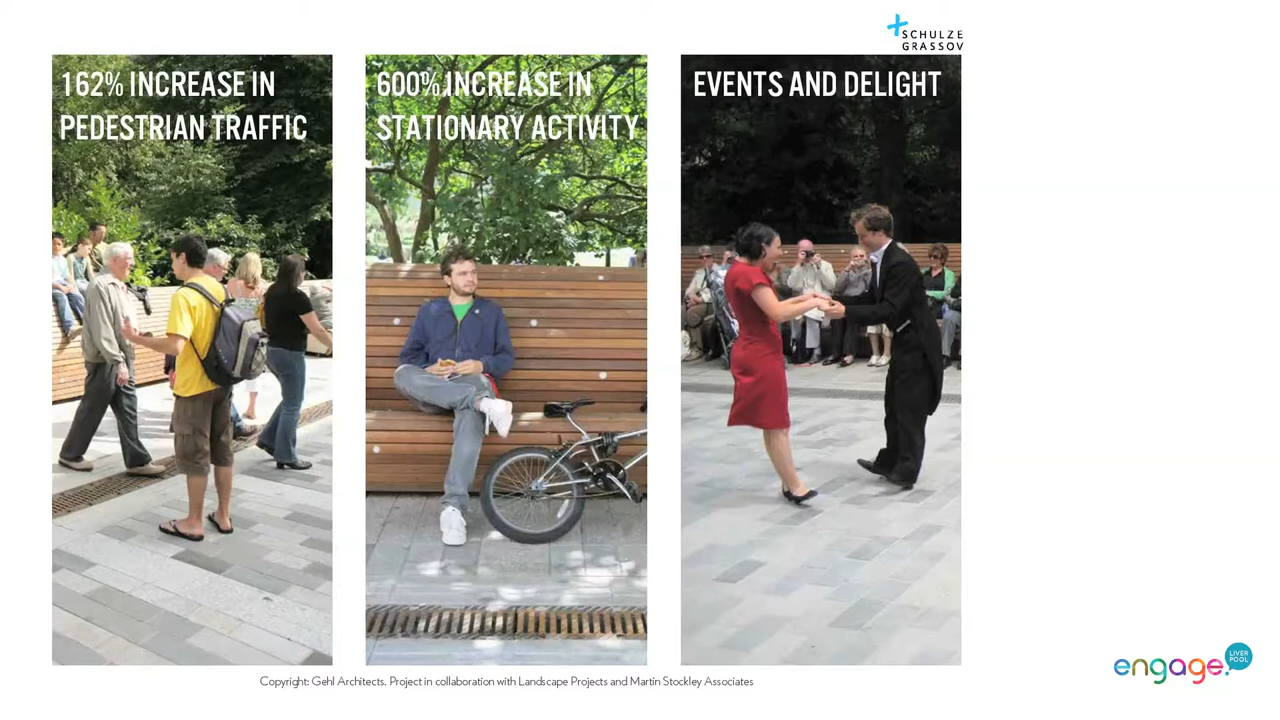 SCHULZE
GRASSOV
162% INCREASE IN
PEDESTRIAN TRAFFIC
600% INCREASE IN
STATIONARY ACTIVITY
EVENTS AND DELIGHT
Copyright: Gehl Architects. Project in collaboration with Landscape Projects and Martin Stockley Associates
engage.
LIVER
POOL